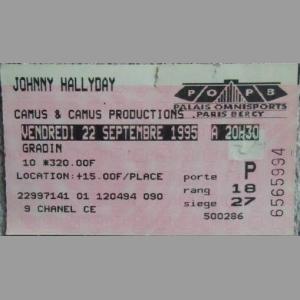 JOHNNY HALLYDAY
POPB
PALAIS OMNISPORTS
PARIS BERCY
CAMUS & CAMUS PRODUCTIONS
VENDREDI 22 SEPTEMBRE 1995 A 20H30
GRADIN
10 *320.00F
LOCATION:+15.00F/PLACE
porte P
rang 18
siege 27
22997141 01 120494 090
500286
9 CHANEL CE
6565994